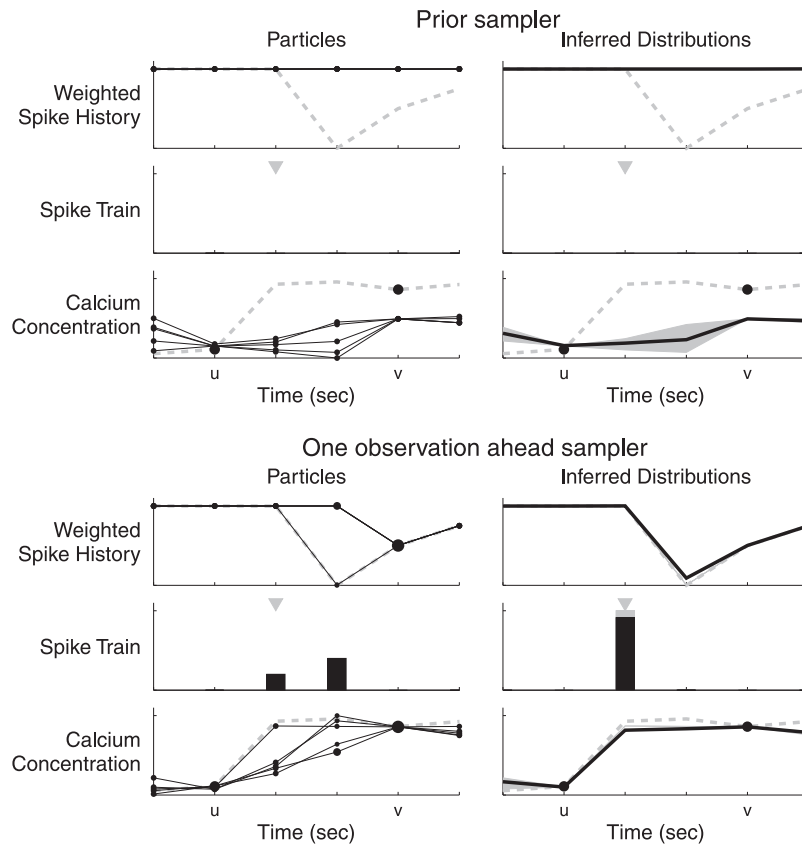 Prior sampler
Particles
Inferred Distributions
Weighted
Spike History
Spike Train
Calcium
Concentration
u
v
u
v
Time (sec)
Time (sec)
One observation ahead sampler
Particles
Inferred Distributions
Weighted
Spike History
Spike Train
Calcium
Concentration
u
v
u
v
Time (sec)
Time (sec)